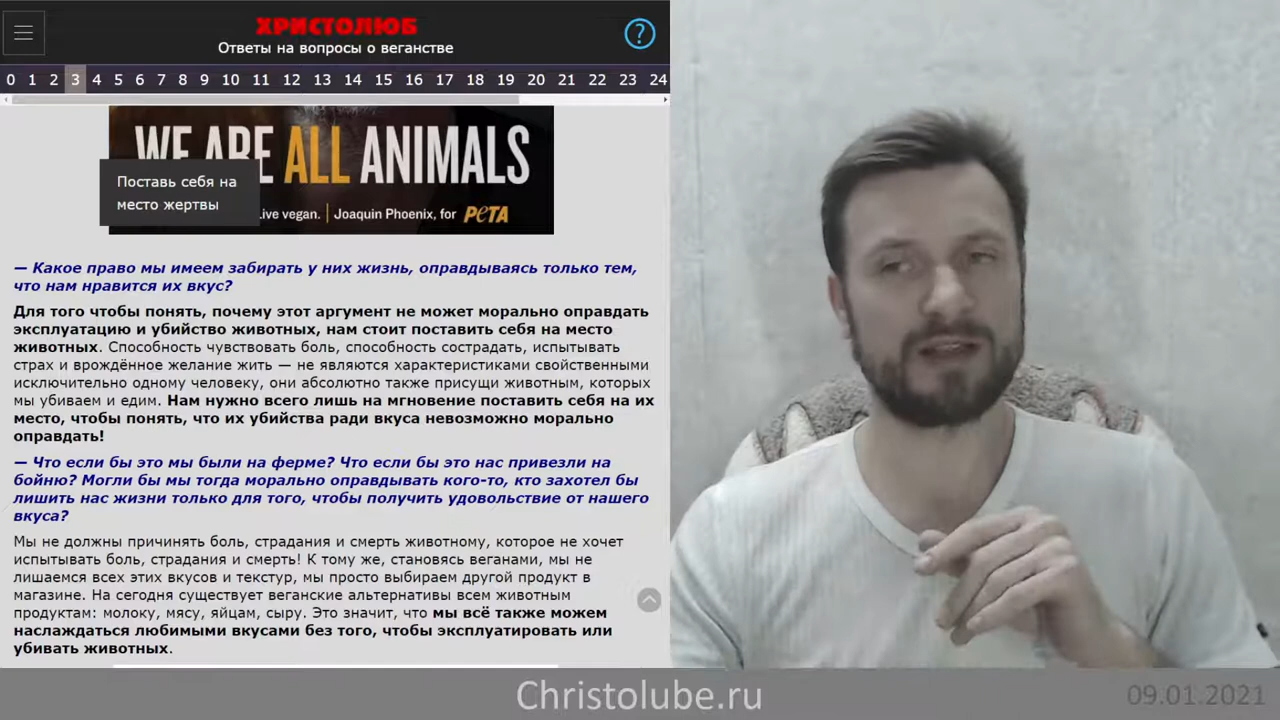 ХРИСТОЛЮБ
Ответы на вопросы о веганстве
?
0 1 2 3 4 5 6 7 8 9 10 11 12 13 14 15 16 17 18 19 20 21 22 23 24
WE ARE ALL ANIMALS
Поставь себя на
место жертвы
Live vegan. | Joaquin Phoenix, for PETA
— Какое право мы имеем забирать у них жизнь, оправдываясь только тем,
что нам нравится их вкус?
Для того чтобы понять, почему этот аргумент не может морально оправдать
эксплуатацию и убийство животных, нам стоит поставить себя на место
животных. Способность чувствовать боль, способность сострадать, испытывать
страх и врождённое желание жить — не являются характеристиками свойственными
исключительно одному человеку, они абсолютно также присущи животным, которых
мы убиваем и едим. Нам нужно всего лишь на мгновение поставить себя на их
место, чтобы понять, что их убийства ради вкуса невозможно морально
оправдать!
— Что если бы это мы были на ферме? Что если бы это нас привезли на
бойню? Могли бы мы тогда морально оправдывать кого-то, кто захотел бы
лишить нас жизни только для того, чтобы получить удовольствие от нашего
вкуса?
Мы не должны причинять боль, страдания и смерть животному, которое не хочет
испытывать боль, страдания и смерть! К тому же, становясь веганами, мы не
лишаемся всех этих вкусов и текстур, мы просто выбираем другой продукт в
магазине. На сегодня существует веганские альтернативы всем животным
продуктам: молоку, мясу, яйцам, сыру. Это значит, что мы всё также можем
наслаждаться любимыми вкусами без того, чтобы эксплуатировать или
убивать животных.
Christolube.ru
09.01.2021